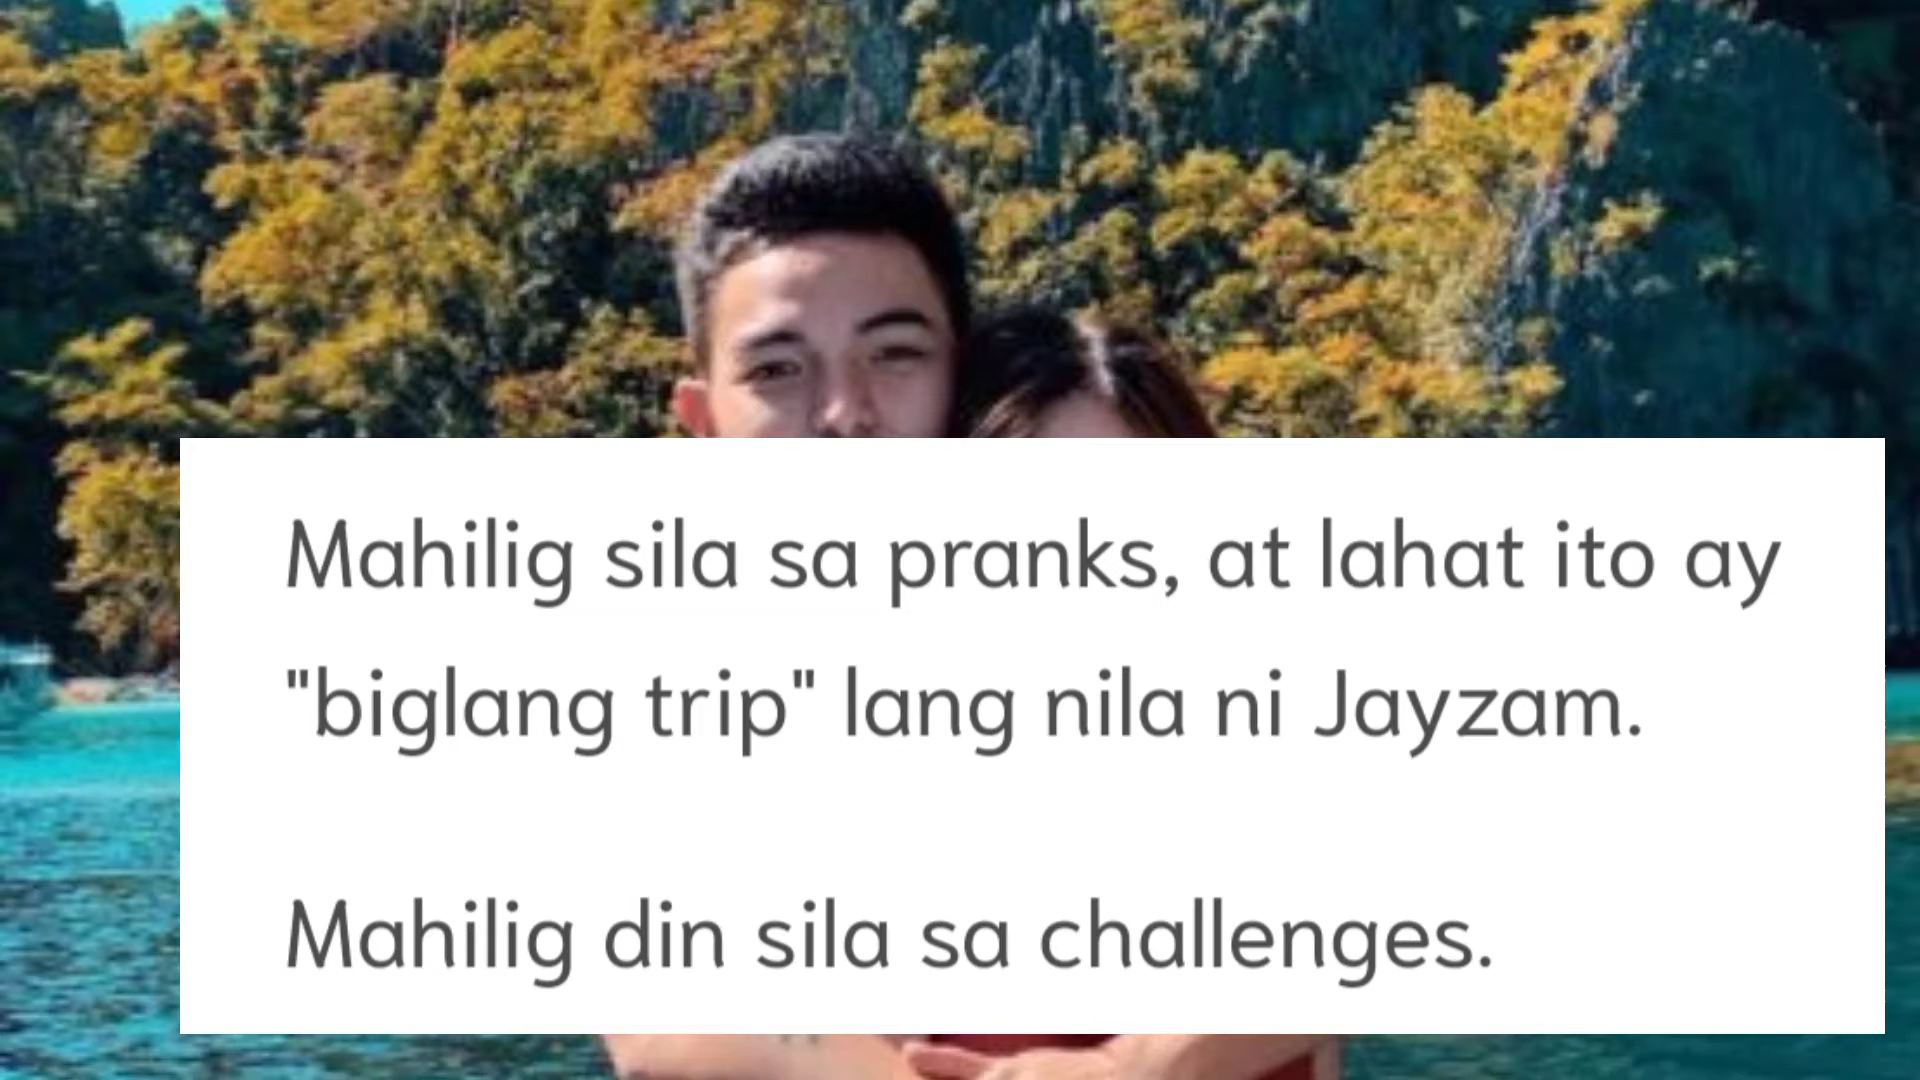 Mahilig sila sa pranks, at lahat ito ay
"biglang trip" lang nila ni Jayzam.
Mahilig din sila sa challenges.